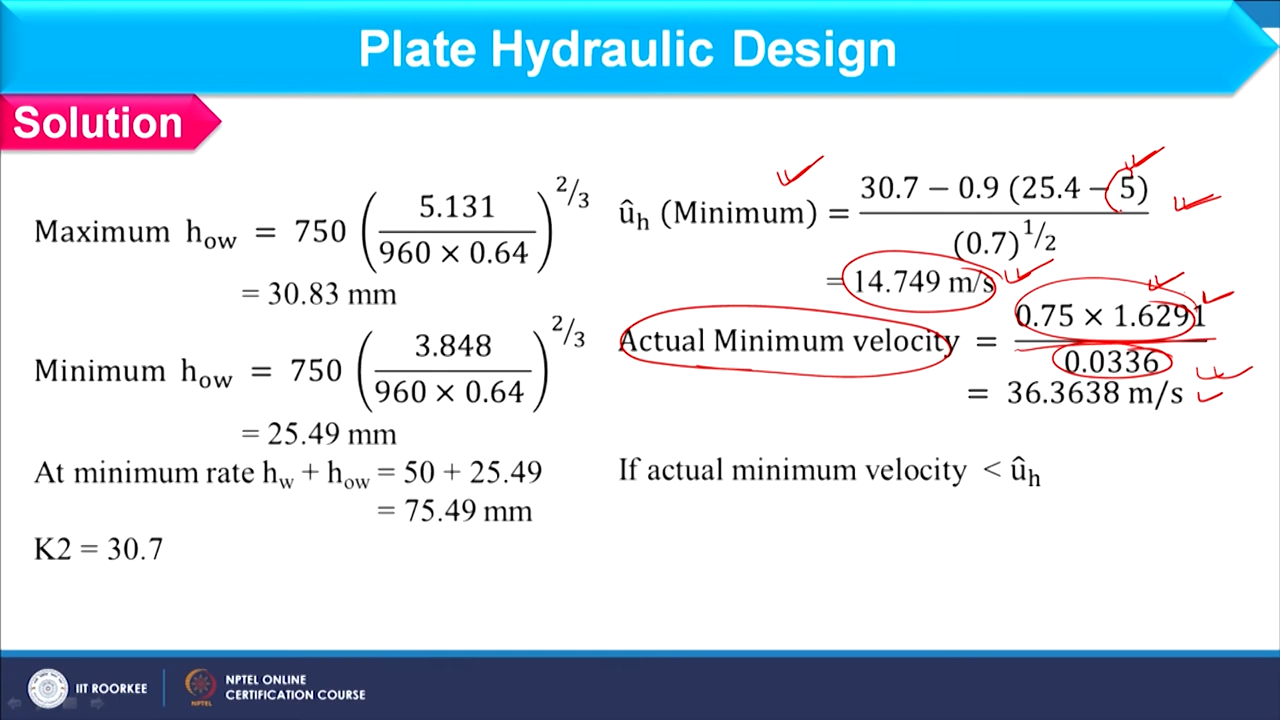 Plate Hydraulic Design
Solution
Maximum h_ow = 750 (5.131 / 960 × 0.64)^2/3
= 30.83 mm
Minimum h_ow = 750 (3.848 / 960 × 0.64)^2/3
= 25.49 mm
At minimum rate h_w + h_ow = 50 + 25.49
= 75.49 mm
K2 = 30.7
û_h (Minimum) = 30.7 − 0.9 (25.4 − 5) / (0.7)^1/2
= 14.749 m/s
Actual Minimum velocity = 0.75 × 1.6291 / 0.0336
= 36.3638 m/s
If actual minimum velocity < û_h
IIT ROORKEE
NPTEL ONLINE
CERTIFICATION COURSE
NPTEL